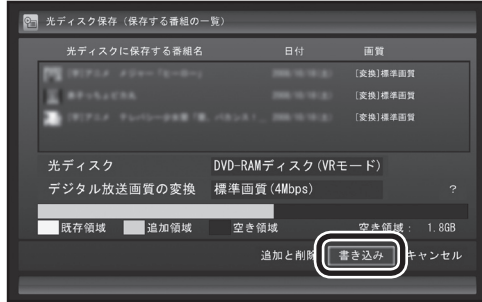 光ディスク保存(保存する番組の一覧)
光ディスクに保存する番組名 日付 画質
[変換]標準画質
[変換]標準画質
[変換]標準画質
光ディスク DVD-RAMディスク(VRモード)
デジタル放送画質の変換 標準画質(4Mbps) ?
既存領域 追加領域 空き領域 空き領域: 1.8GB
追加と削除 書き込み キャンセル